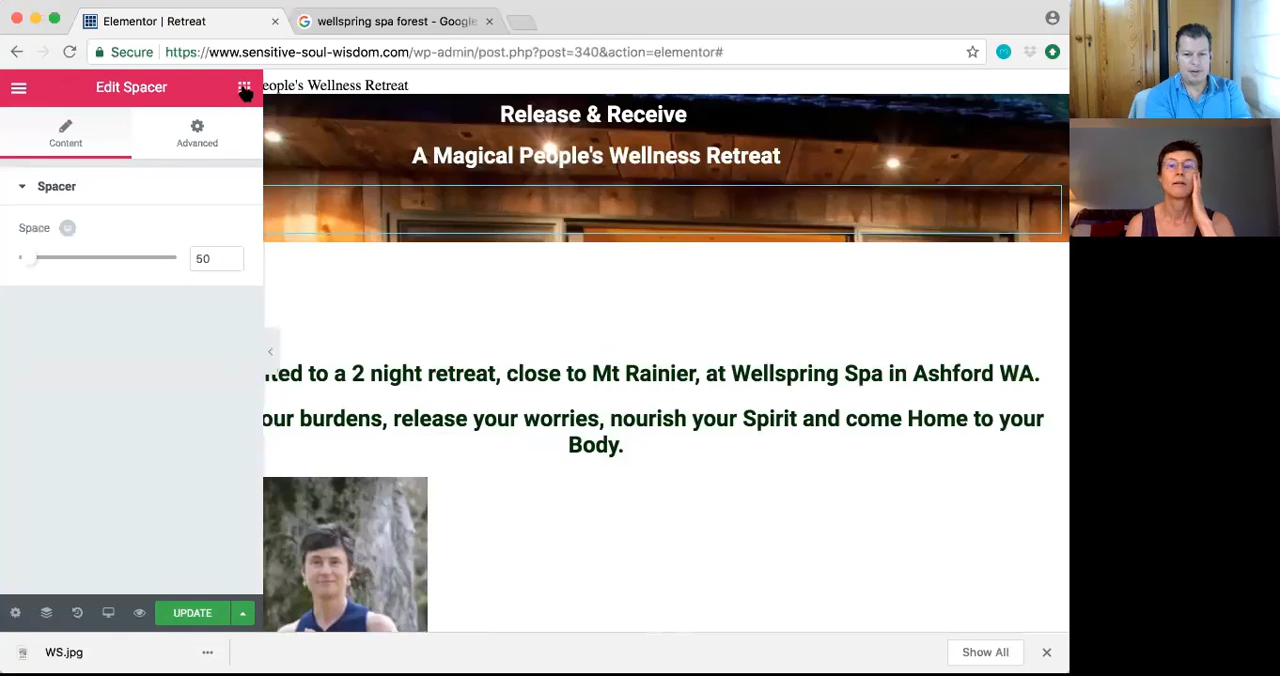 Elementor | Retreat
wellspring spa forest - Google
Secure https://www.sensitive-soul-wisdom.com/wp-admin/post.php?post=340&action=elementor#
Edit Spacer
eople's Wellness Retreat
Content
Advanced
Release & Receive
A Magical People's Wellness Retreat
Spacer
Space
50
ited to a 2 night retreat, close to Mt Rainier, at Wellspring Spa in Ashford WA.
our burdens, release your worries, nourish your Spirit and come Home to your
Body.
UPDATE
WS.jpg
Show All